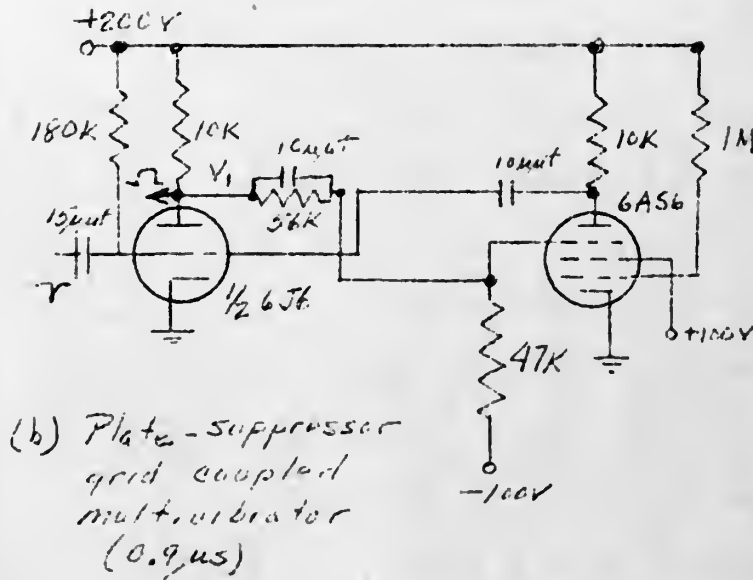 +200V
180K
10K
10µµf
V₁
56K
10µµf
10K
1M
6AS6
15µµf
½ 6J6
+100V
47K
-100V
(b) Plate-suppressor
grid coupled
multivibrator
(0.9µs)